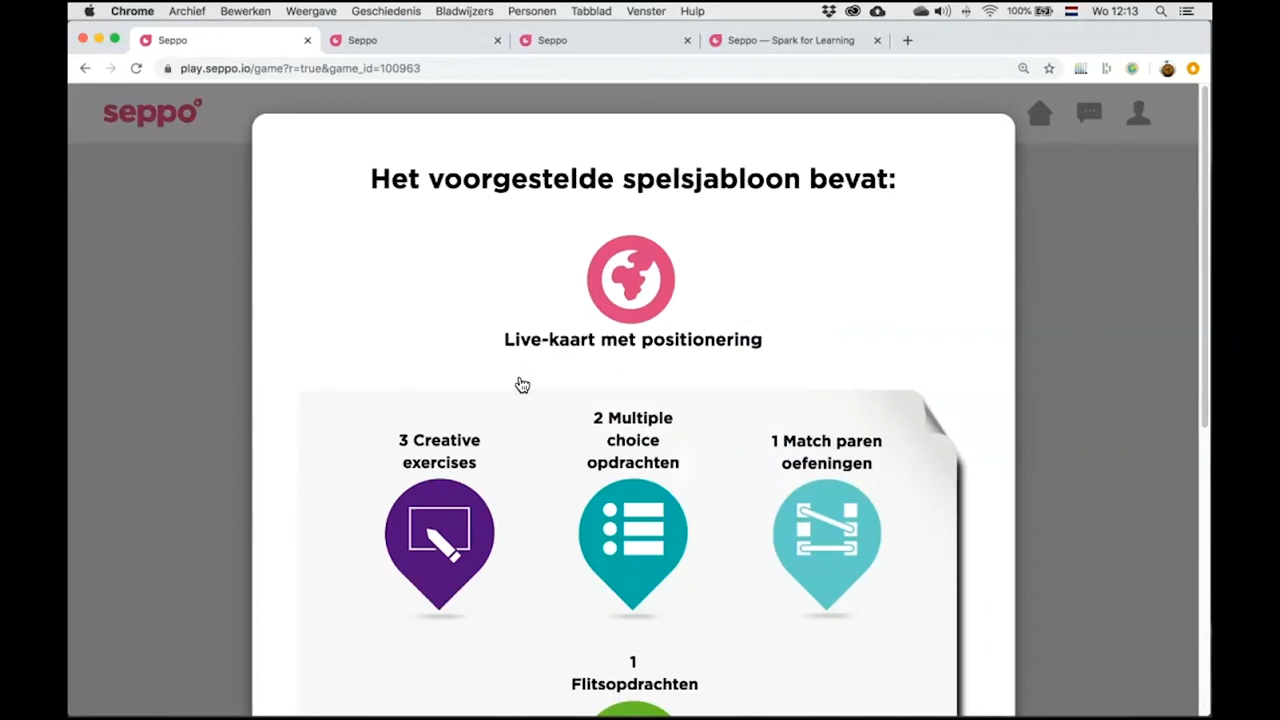 Chrome Archief Bewerken Weergave Geschiedenis Bladwijzers Personen Tabblad Venster Hulp 100% Wo 12:13
Seppo Seppo Seppo Seppo — Spark for Learning
play.seppo.io/game?r=true&game_id=100963
seppo
Het voorgestelde spelsjabloon bevat:
Live-kaart met positionering
3 Creative
exercises
2 Multiple
choice
opdrachten
1 Match paren
oefeningen
1
Flitsopdrachten